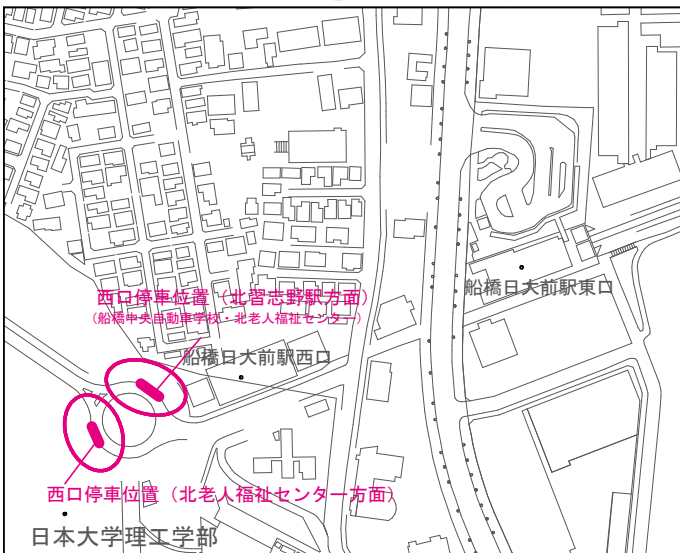 船橋日大前駅東口
西口停車位置（北習志野駅方面）
（船橋中央自動車学校・北老人福祉センター）
船橋日大前駅西口
西口停車位置（北老人福祉センター方面）
日本大学理工学部